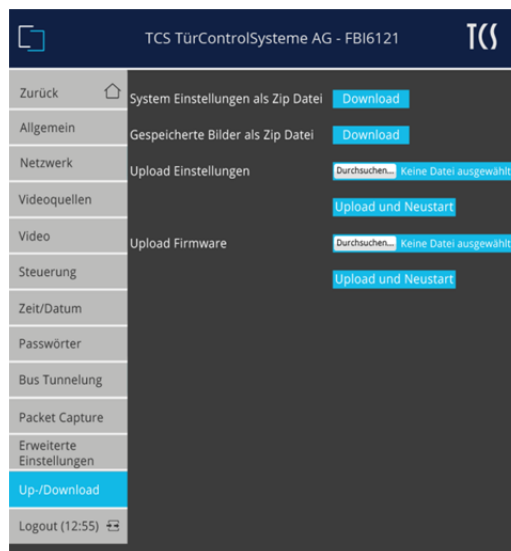 TCS TürControlSysteme AG - FBI6121
TCS
Zurück
Allgemein
Netzwerk
Videoquellen
Video
Steuerung
Zeit/Datum
Passwörter
Bus Tunnelung
Packet Capture
Erweiterte
Einstellungen
Up-/Download
Logout (12:55)
System Einstellungen als Zip Datei Download
Gespeicherte Bilder als Zip Datei Download
Upload Einstellungen Durchsuchen... Keine Datei ausgewählt
Upload und Neustart
Upload Firmware Durchsuchen... Keine Datei ausgewählt
Upload und Neustart